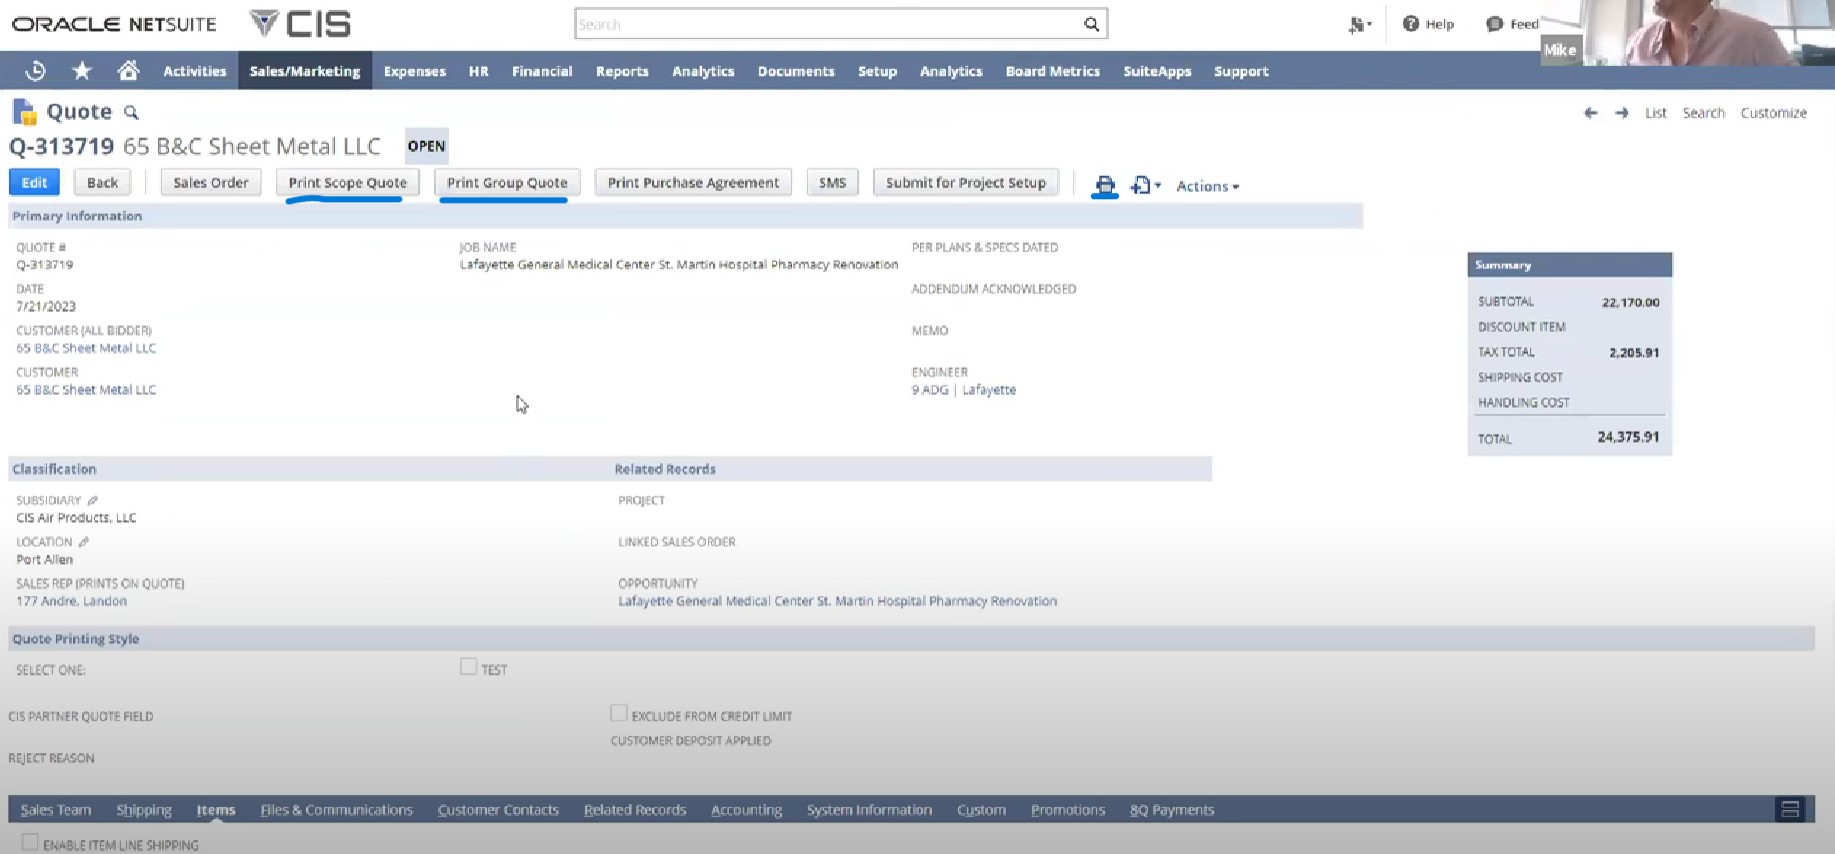 ORACLE NETSUITE CIS Search Help Feed
Mike
Activities Sales/Marketing Expenses HR Financial Reports Analytics Documents Setup Analytics Board Metrics SuiteApps Support
Quote List Search Customize
Q-313719 65 B&C Sheet Metal LLC OPEN
Edit Back Sales Order Print Scope Quote Print Group Quote Print Purchase Agreement SMS Submit for Project Setup Actions
Primary Information
QUOTE #
Q-313719
DATE
7/21/2023
CUSTOMER (ALL BIDDER)
65 B&C Sheet Metal LLC
CUSTOMER
65 B&C Sheet Metal LLC
JOB NAME
Lafayette General Medical Center St. Martin Hospital Pharmacy Renovation
PER PLANS & SPECS DATED
ADDENDUM ACKNOWLEDGED
MEMO
ENGINEER
9 ADG | Lafayette
Summary
SUBTOTAL 22,170.00
DISCOUNT ITEM
TAX TOTAL 2,205.91
SHIPPING COST
HANDLING COST
TOTAL 24,375.91
Classification
SUBSIDIARY
CIS Air Products, LLC
LOCATION
Port Allen
SALES REP (PRINTS ON QUOTE)
177 Andre, Landon
Related Records
PROJECT
LINKED SALES ORDER
OPPORTUNITY
Lafayette General Medical Center St. Martin Hospital Pharmacy Renovation
Quote Printing Style
SELECT ONE: TEST
CIS PARTNER QUOTE FIELD
REJECT REASON
EXCLUDE FROM CREDIT LIMIT
CUSTOMER DEPOSIT APPLIED
Sales Team Shipping Items Files & Communications Customer Contacts Related Records Accounting System Information Custom Promotions 8Q Payments
ENABLE ITEM LINE SHIPPING